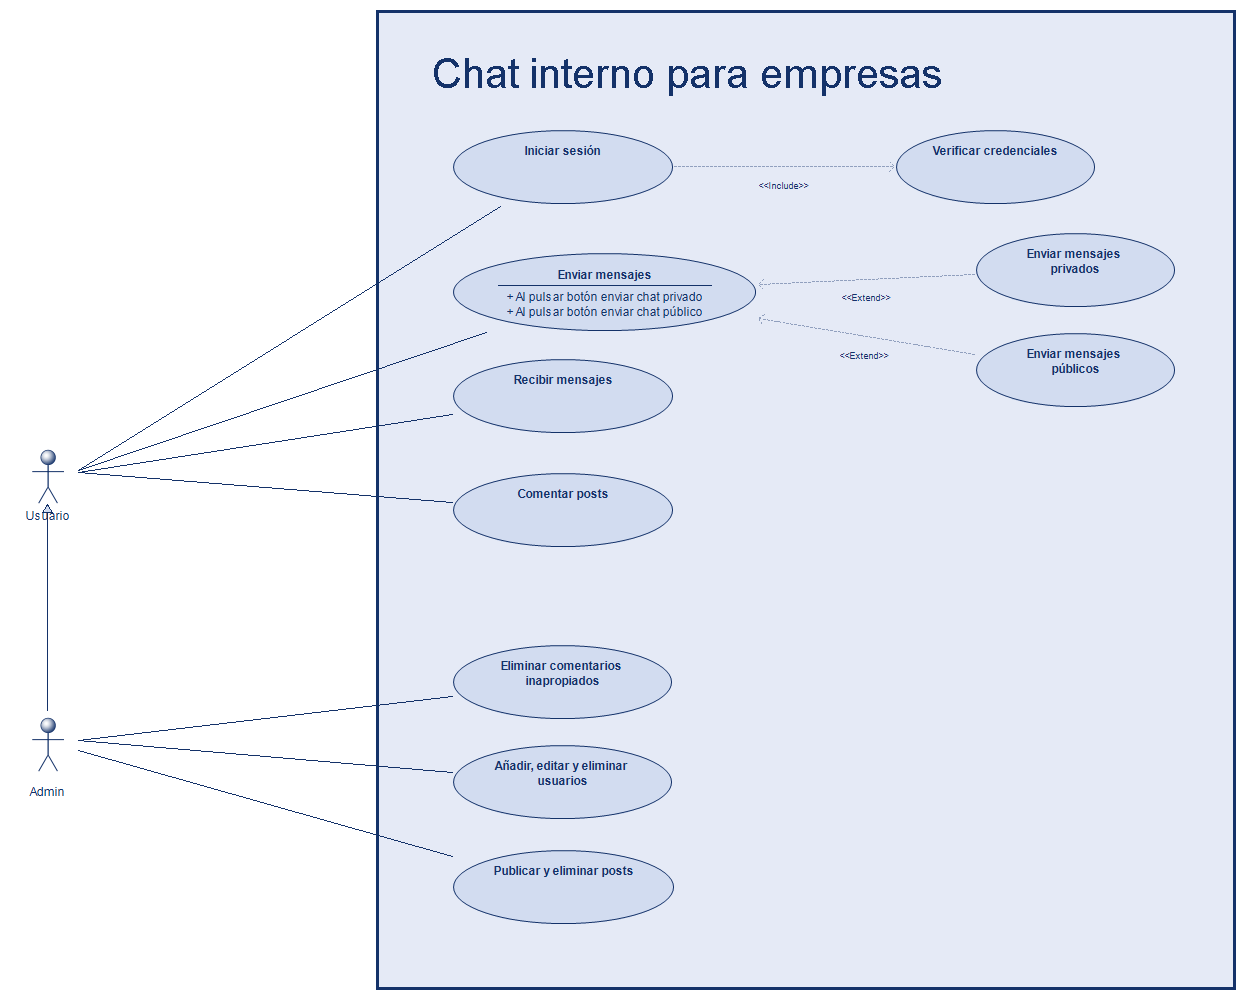 Chat interno para empresas
Iniciar sesión
Verificar credenciales
<<Include>>
Enviar mensajes
+ Al pulsar botón enviar chat privado
+ Al pulsar botón enviar chat público
Enviar mensajes
privados
<<Extend>>
Enviar mensajes
públicos
<<Extend>>
Recibir mensajes
Comentar posts
Usuario
Eliminar comentarios
inapropiados
Añadir, editar y eliminar
usuarios
Admin
Publicar y eliminar posts